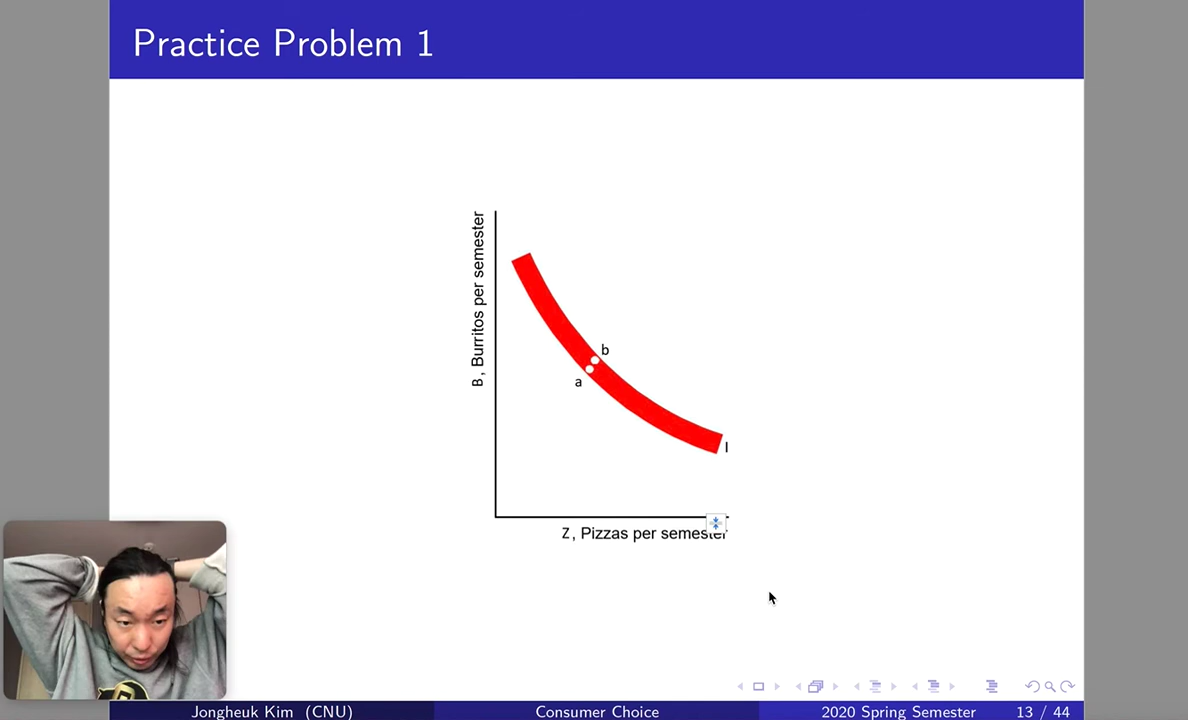 Practice Problem 1
B, Burritos per semester
b
a
I
Z, Pizzas per semester
Jongheuk Kim (CNU)
Consumer Choice
2020 Spring Semester
13 / 44